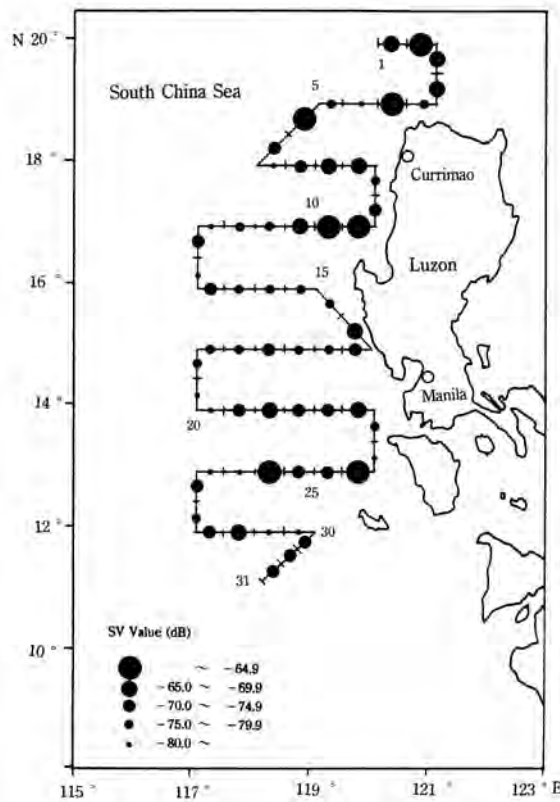 N 20°
South China Sea
1
5
18°
Currimao
10
Luzon
16°
15
14°
Manila
20
25
12°
30
31
SV Value (dB)
10°
~ -64.9
-65.0 ~ -69.9
-70.0 ~ -74.9
-75.0 ~ -79.9
-80.0 ~
115° 117° 119° 121° 123° E